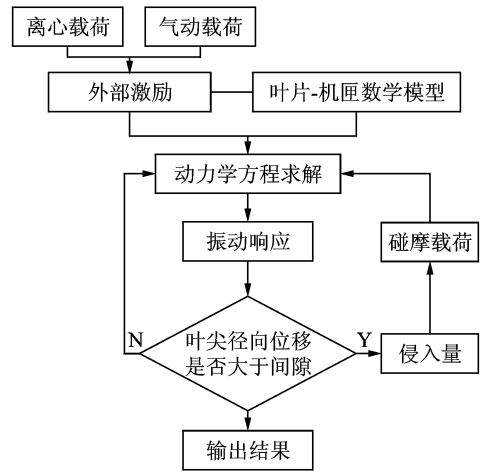 离心载荷
气动载荷
外部激励
叶片-机匣数学模型
动力学方程求解
振动响应
碰摩载荷
N
叶尖径向位移
是否大于间隙
Y
侵入量
输出结果